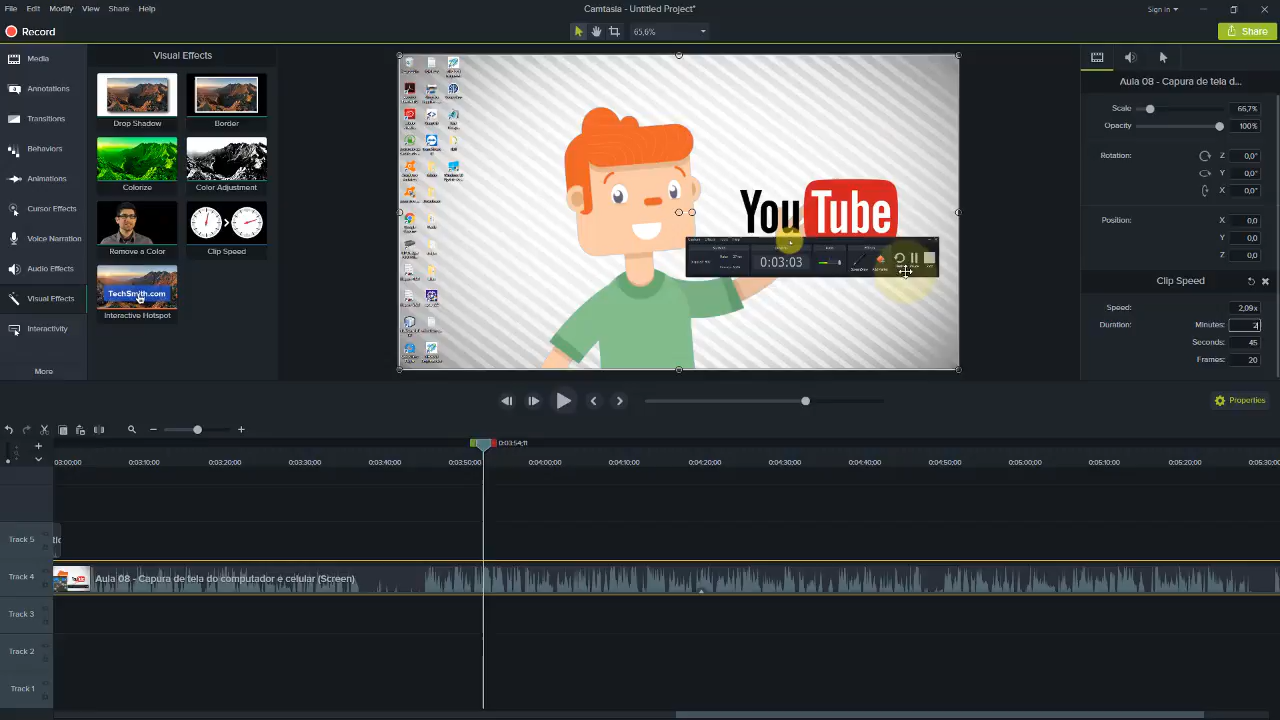 File Edit Modify View Share Help
Camtasia - Untitled Project*
Sign in
Record
65,6%
Share
Media
Annotations
Transitions
Behaviors
Animations
Cursor Effects
Voice Narration
Audio Effects
Visual Effects
Interactivity
More
Visual Effects
Drop Shadow
Border
Colorize
Color Adjustment
Remove a Color
Clip Speed
TechSmith.com
Interactive Hotspot
YouTube
0:03:03
Aula 08 - Capura de tela d...
Scale 66,7%
Opacity 100%
Rotation: Z 0,0°
Y 0,0°
X 0,0°
Position: X 0,0
Y 0,0
Z 0,0
Clip Speed
Speed: 2,09x
Duration: Minutes: 2
Seconds: 45
Frames: 20
Properties
0:03:54;11
03:00;00 0:03:10;00 0:03:20;00 0:03:30;00 0:03:40;00 0:03:50;00 0:04:00;00 0:04:10;00 0:04:20;00 0:04:30;00 0:04:40;00 0:04:50;00 0:05:00;00 0:05:10;00 0:05:20;00 0:05:30;00
Track 5
Track 4 Aula 08 - Capura de tela do computador e celular (Screen)
Track 3
Track 2
Track 1